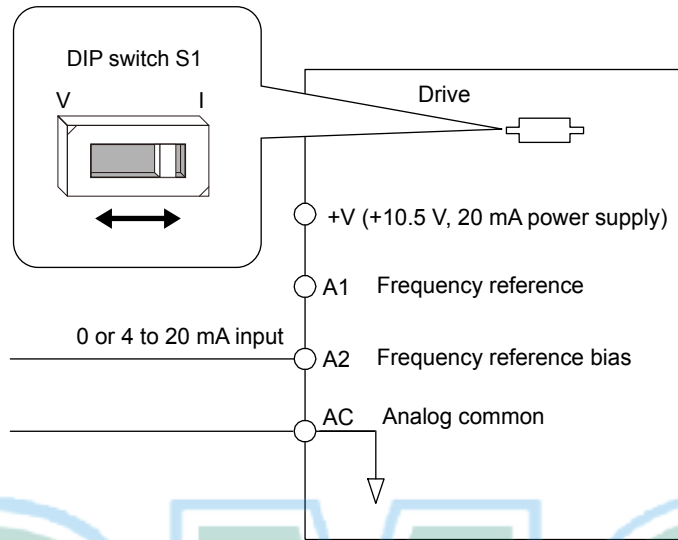 DIP switch S1
V I
Drive
+V (+10.5 V, 20 mA power supply)
A1 Frequency reference
0 or 4 to 20 mA input
A2 Frequency reference bias
AC Analog common